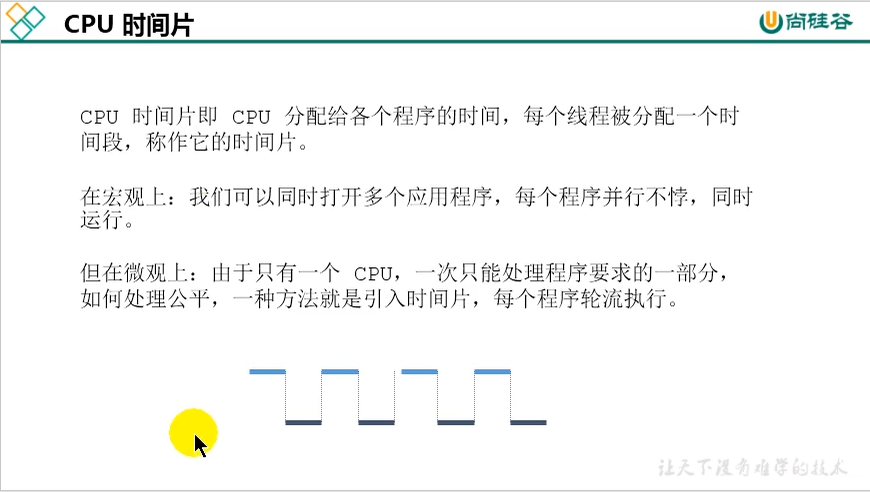 CPU 时间片
尚硅谷
CPU 时间片即 CPU 分配给各个程序的时间，每个线程被分配一个时
间段，称作它的时间片。
在宏观上：我们可以同时打开多个应用程序，每个程序并行不悖，同时
运行。
但在微观上：由于只有一个 CPU，一次只能处理程序要求的一部分，
如何处理公平，一种方法就是引入时间片，每个程序轮流执行。
让天下没有难学的技术